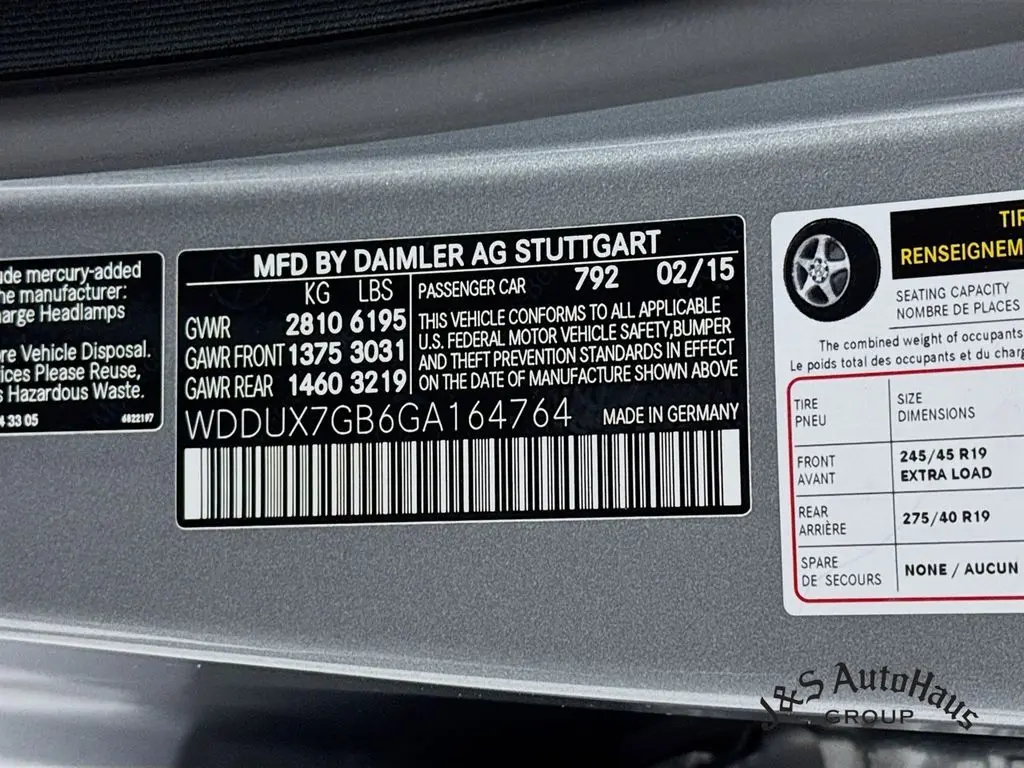 ude mercury-added
he manufacturer:
harge Headlamps
re Vehicle Disposal.
ices Please Reuse,
s Hazardous Waste.
4 33 05 4822197
MFD BY DAIMLER AG STUTTGART
KG LBS
GVWR 2810 6195
GAWR FRONT 1375 3031
GAWR REAR 1460 3219
PASSENGER CAR 792 02/15
THIS VEHICLE CONFORMS TO ALL APPLICABLE
U.S. FEDERAL MOTOR VEHICLE SAFETY,BUMPER
AND THEFT PREVENTION STANDARDS IN EFFECT
ON THE DATE OF MANUFACTURE SHOWN ABOVE
WDDUX7GB6GA164764 MADE IN GERMANY
TIR
RENSEIGNEM
SEATING CAPACITY
NOMBRE DE PLACES
The combined weight of occupants
Le poids total des occupants et du charg
TIRE
PNEU
SIZE
DIMENSIONS
FRONT
AVANT
245/45 R19
EXTRA LOAD
REAR
ARRIÈRE
275/40 R19
SPARE
DE SECOURS
NONE / AUCUN
J&S AutoHaus
GROUP